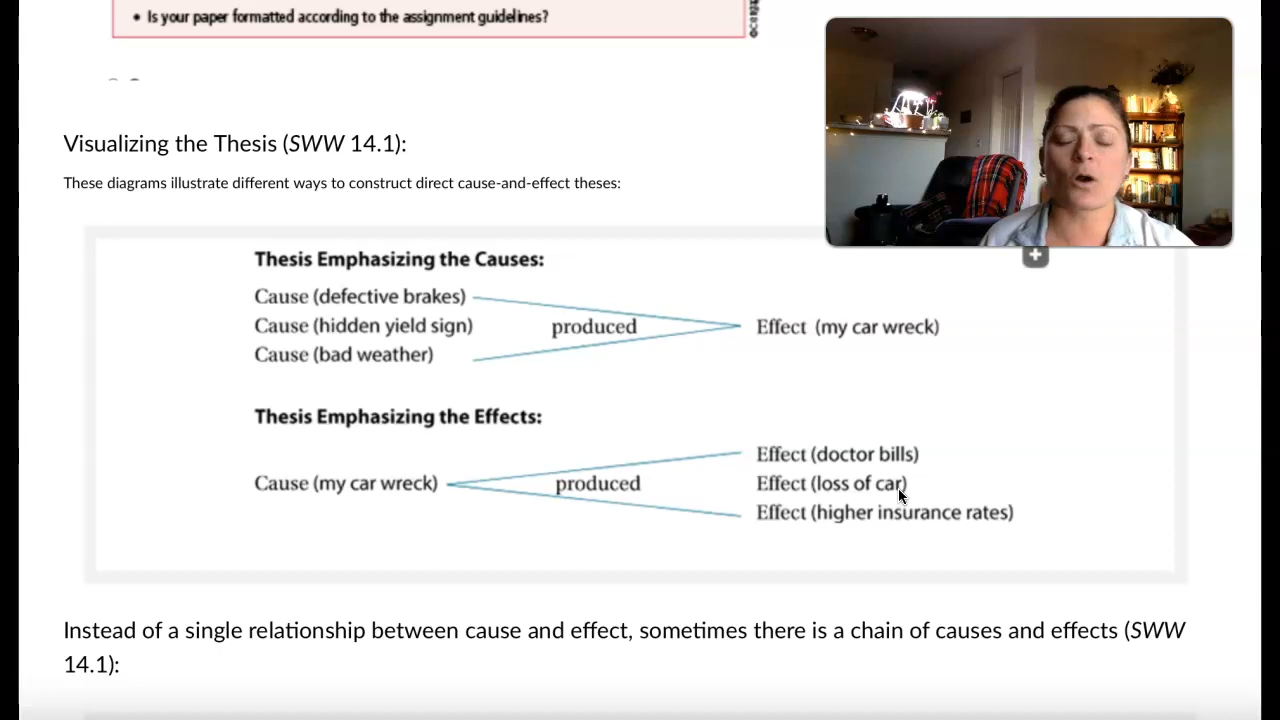 • Is your paper formatted according to the assignment guidelines?
Visualizing the Thesis (SWW 14.1):
These diagrams illustrate different ways to construct direct cause-and-effect theses:
Thesis Emphasizing the Causes:
Cause (defective brakes)
Cause (hidden yield sign) produced Effect (my car wreck)
Cause (bad weather)
Thesis Emphasizing the Effects:
Effect (doctor bills)
Cause (my car wreck) produced Effect (loss of car)
Effect (higher insurance rates)
Instead of a single relationship between cause and effect, sometimes there is a chain of causes and effects (SWW
14.1):